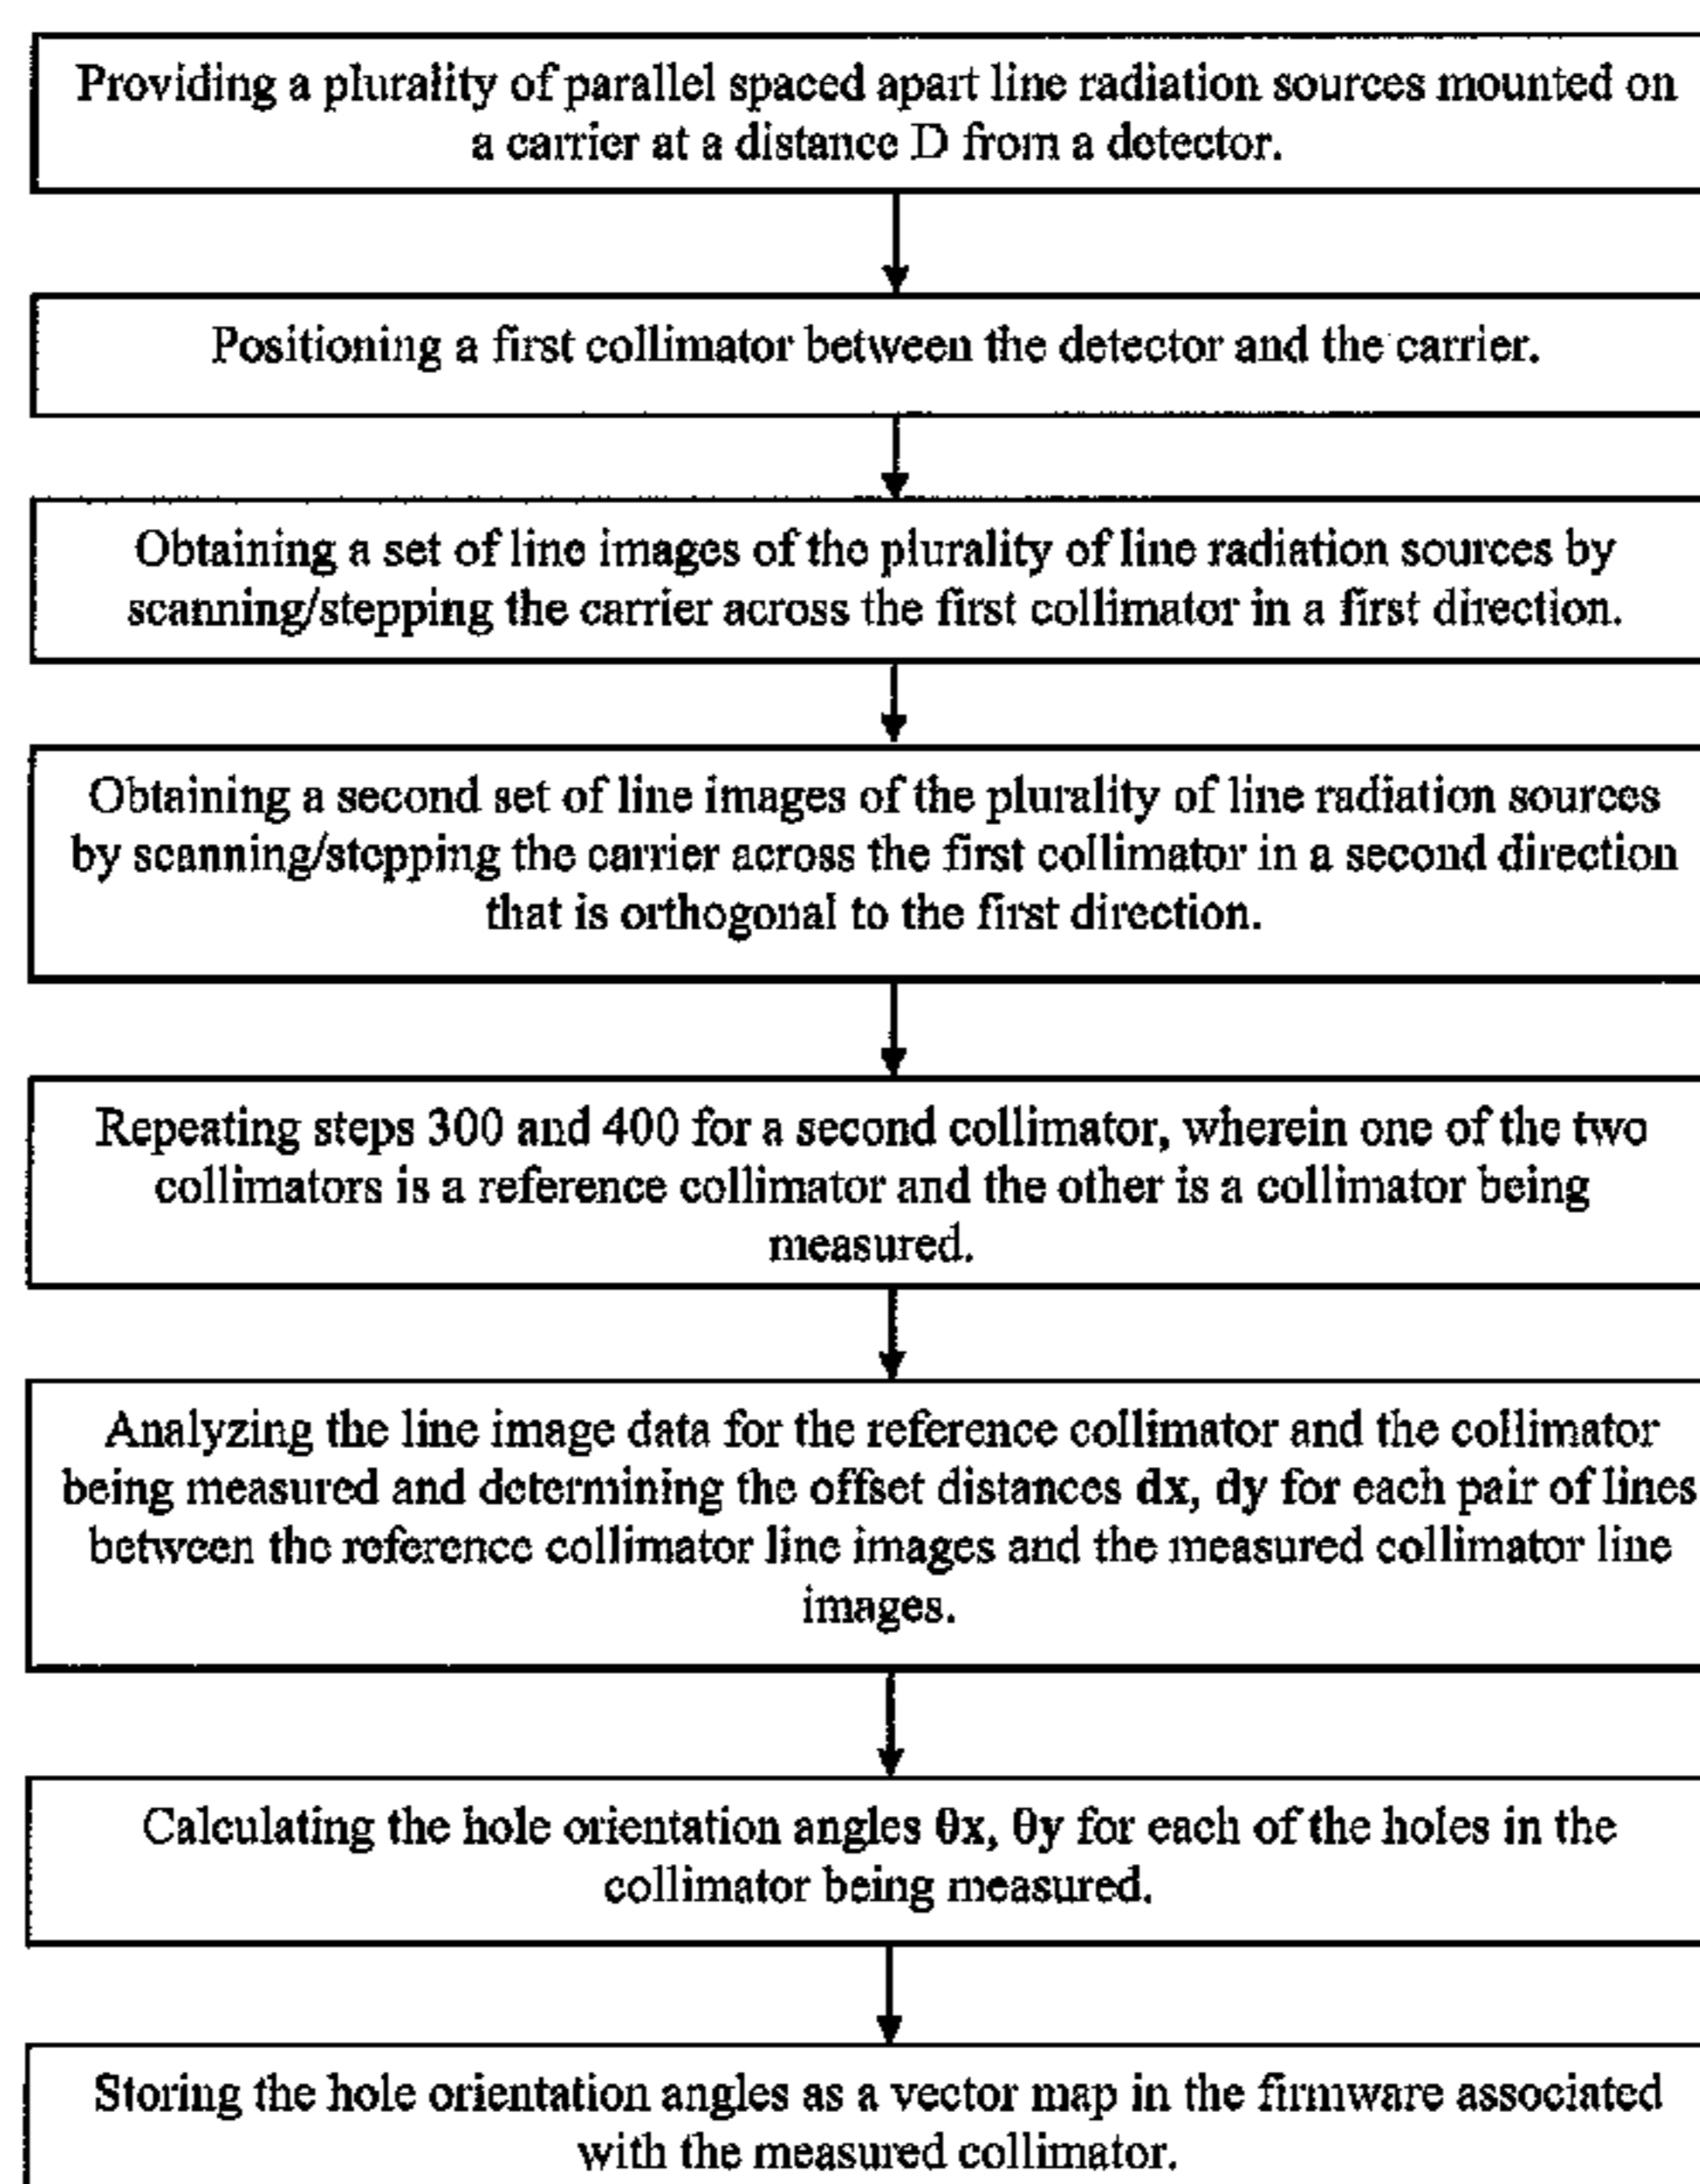 Providing a plurality of parallel spaced apart line radiation sources mounted on
a carrier at a distance D from a detector.
Positioning a first collimator between the detector and the carrier.
Obtaining a set of line images of the plurality of line radiation sources by
scanning/stepping the carrier across the first collimator in a first direction.
Obtaining a second set of line images of the plurality of line radiation sources
by scanning/stepping the carrier across the first collimator in a second direction
that is orthogonal to the first direction.
Repeating steps 300 and 400 for a second collimator, wherein one of the two
collimators is a reference collimator and the other is a collimator being
measured.
Analyzing the line image data for the reference collimator and the collimator
being measured and determining the offset distances dx, dy for each pair of lines
between the reference collimator line images and the measured collimator line
images.
Calculating the hole orientation angles θx, θy for each of the holes in the
collimator being measured.
Storing the hole orientation angles as a vector map in the firmware associated
with the measured collimator.